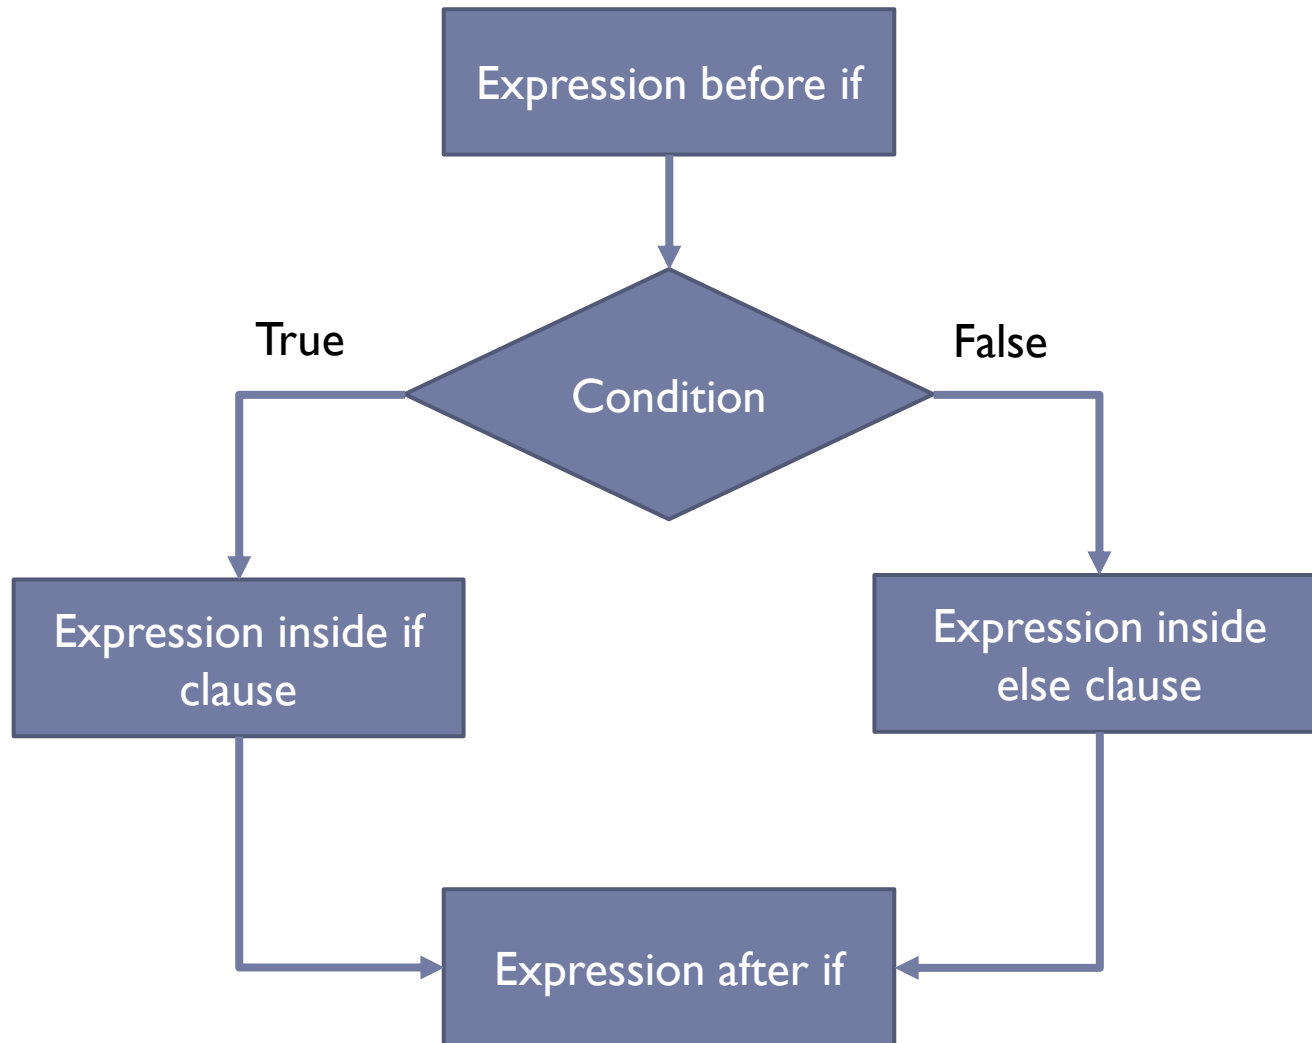 Expression before if
True
False
Condition
Expression inside if
clause
Expression inside
else clause
Expression after if